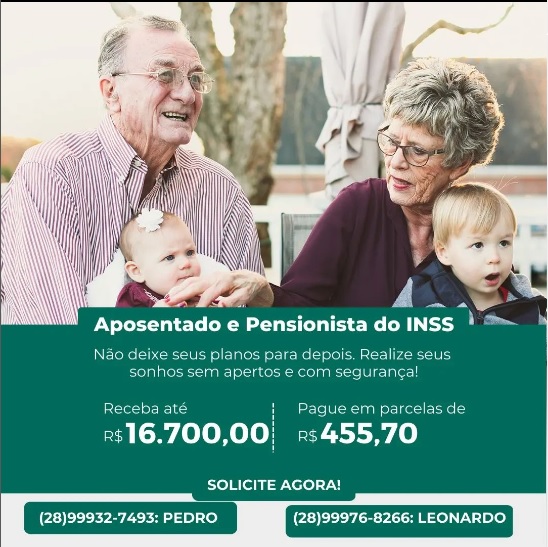 Aposentado e Pensionista do INSS
Não deixe seus planos para depois. Realize seus
sonhos sem apertos e com segurança!
Receba até
R$ 16.700,00
Pague em parcelas de
R$ 455,70
SOLICITE AGORA!
(28)99932-7493: PEDRO
(28)99976-8266: LEONARDO